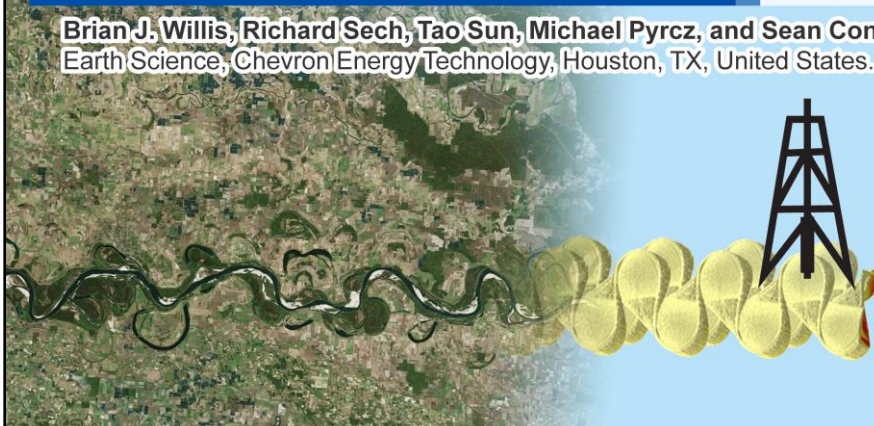 Brian J. Willis, Richard Sech, Tao Sun, Michael Pyrcz, and Sean
Earth Science, Chevron Energy Technology, Houston, TX, United States.